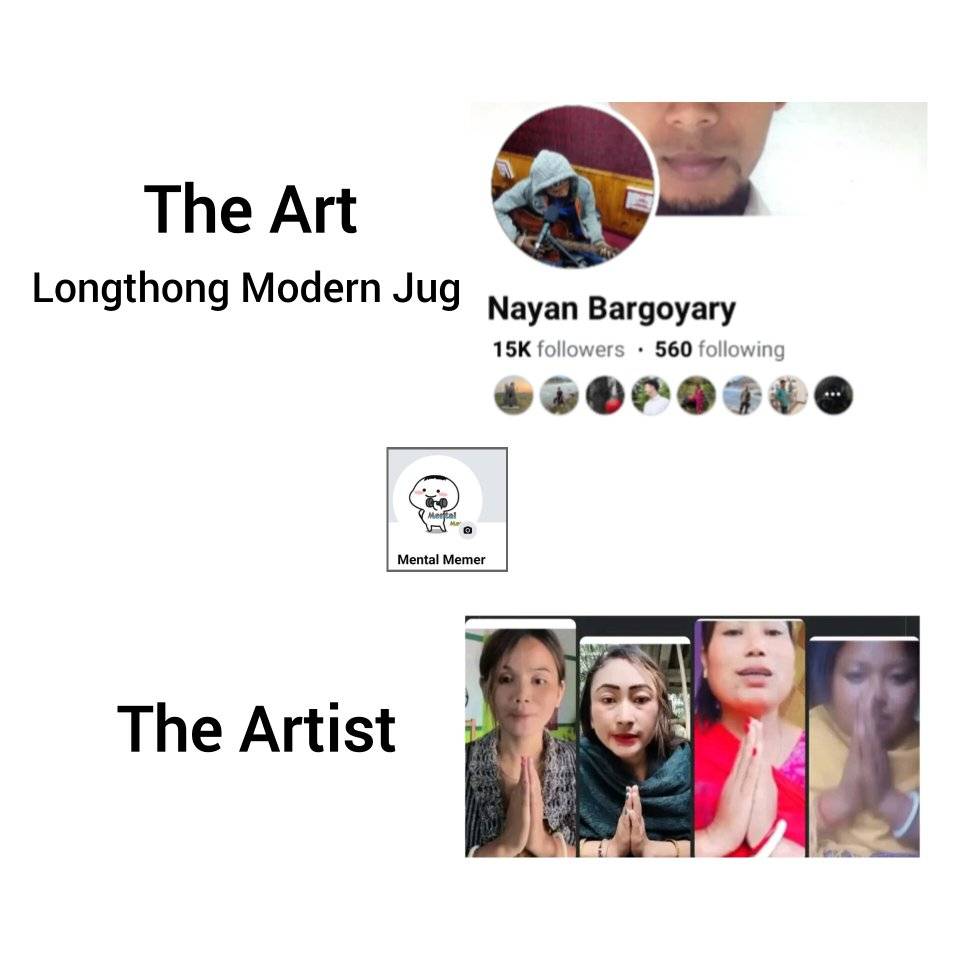 The Art
Longthong Modern Jug
Nayan Bargoyary
15K followers · 560 following
Mental
Mental Memer
The Artist